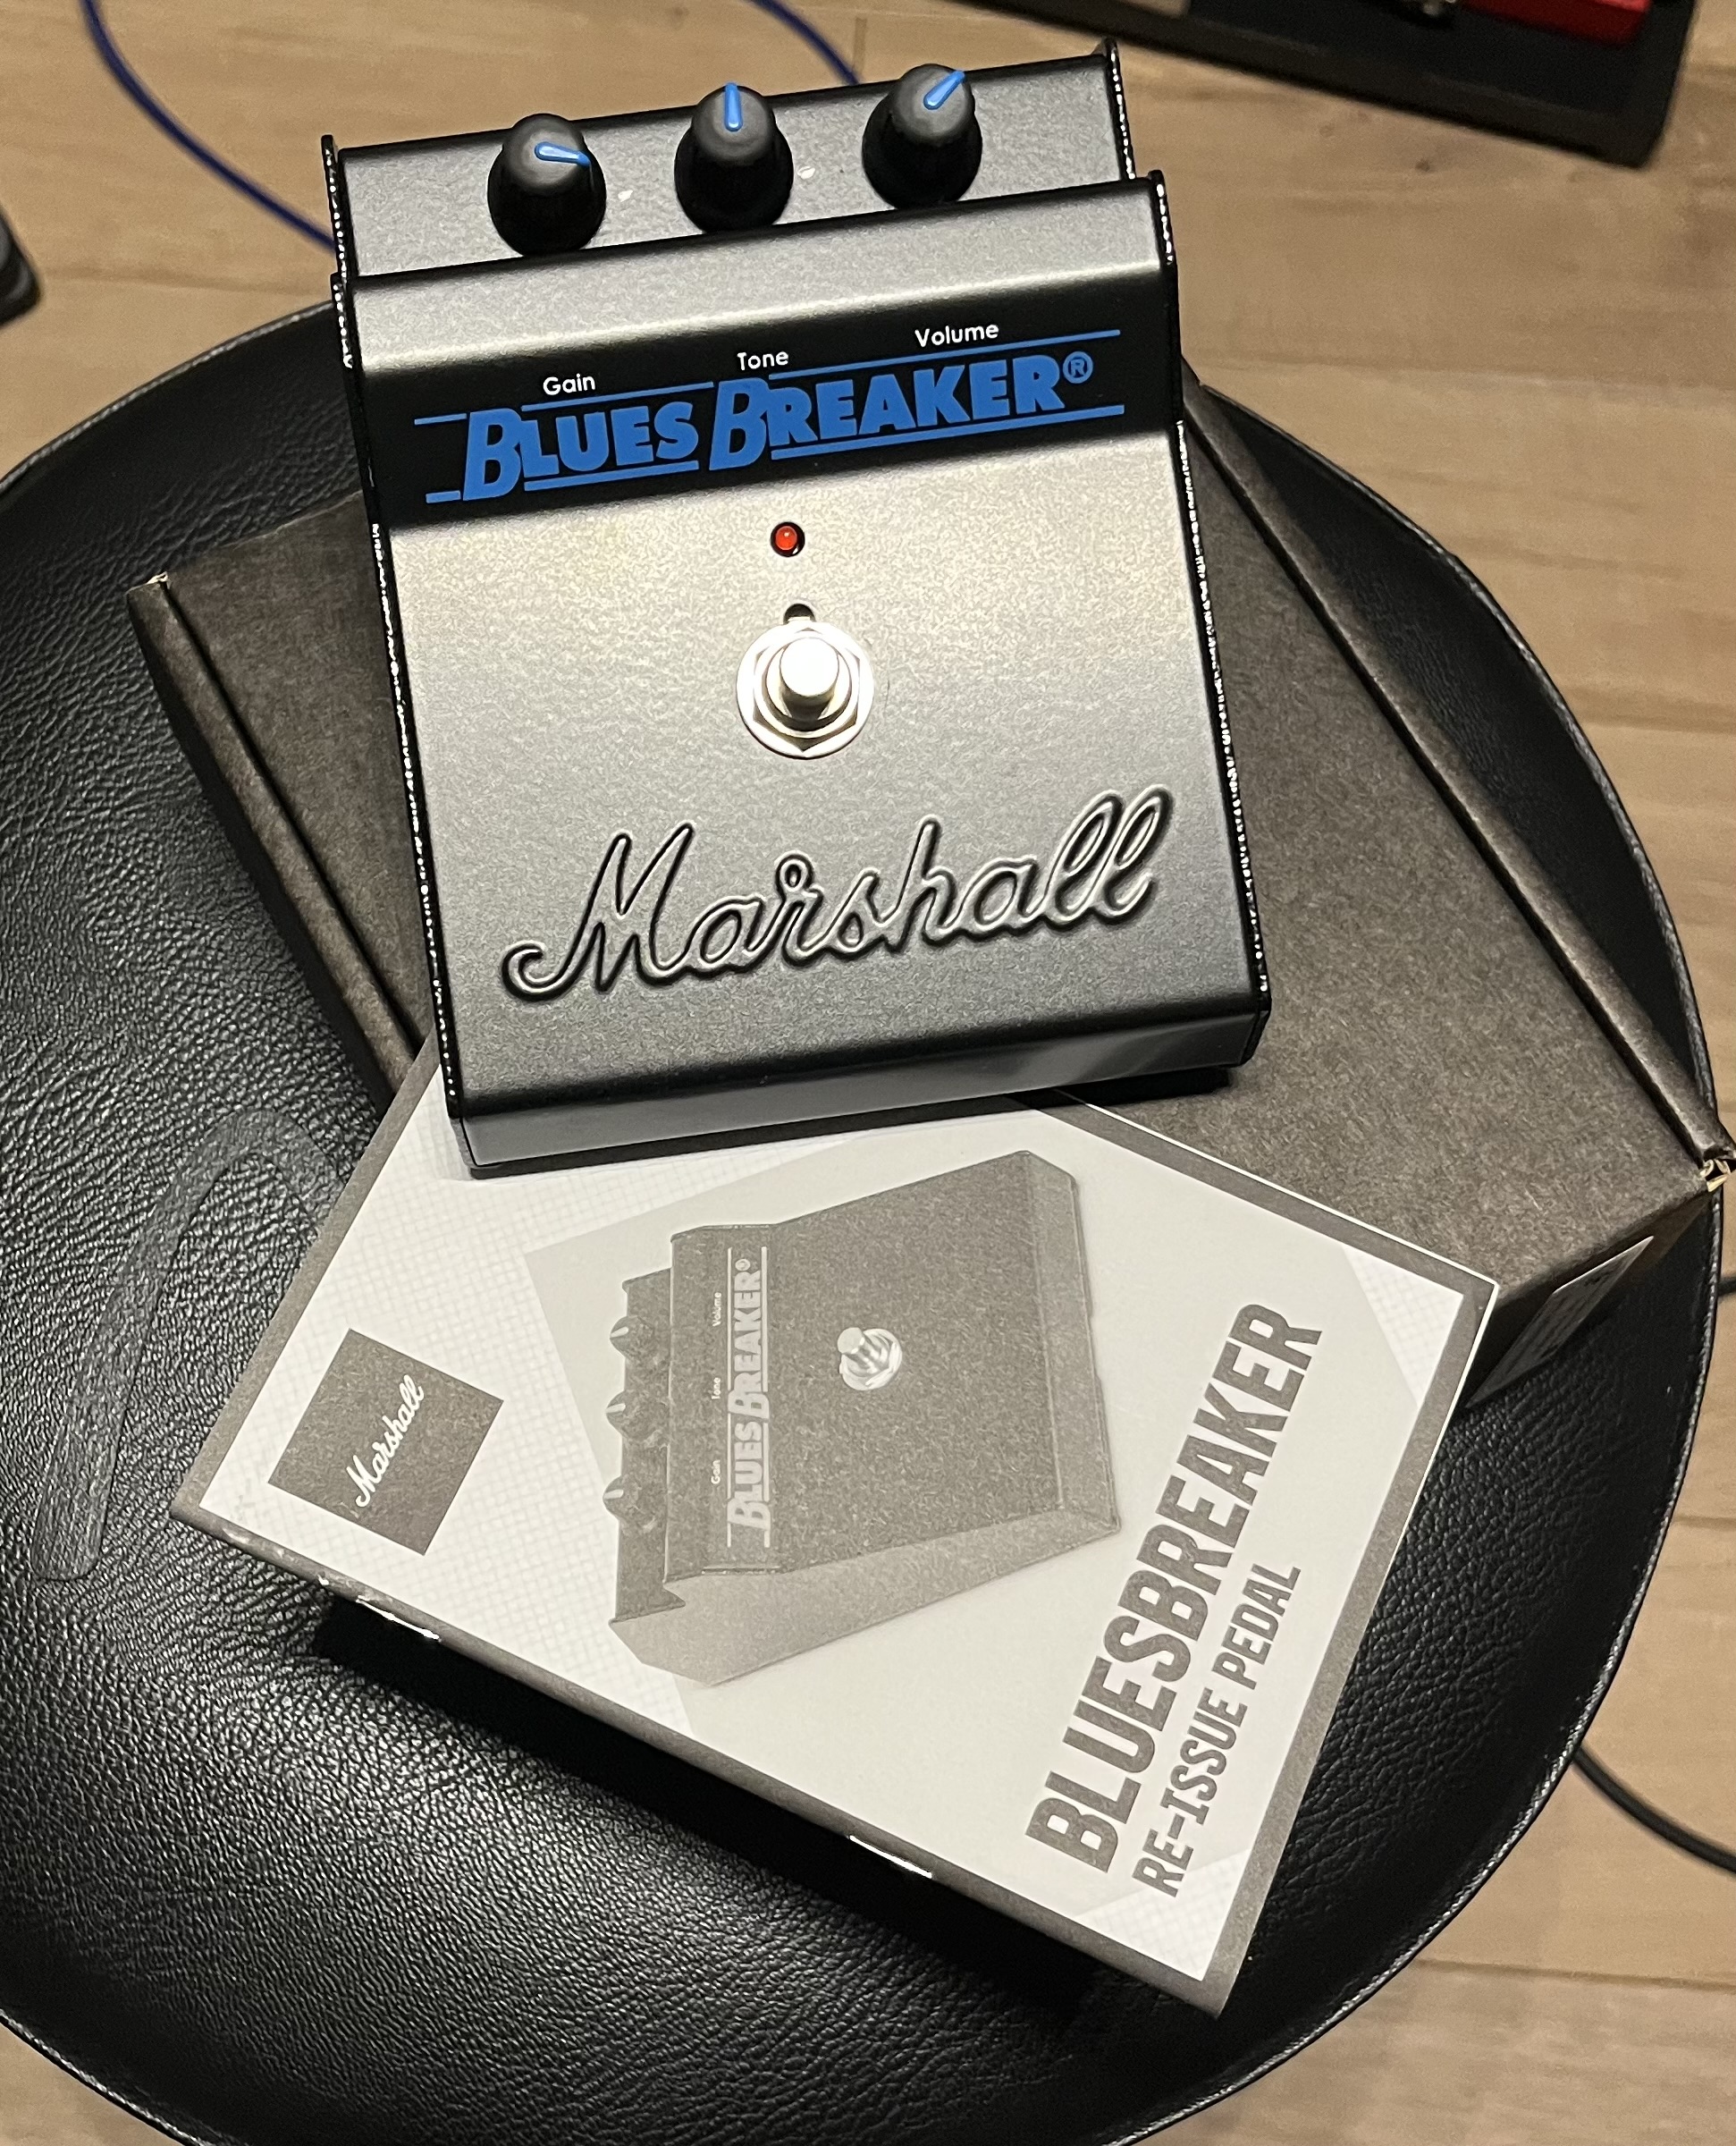 Gain Tone Volume
BLUES BREAKER®
Marshall
Marshall
Gain Tone Volume
BLUES BREAKER®
BLUESBREAKER
RE-ISSUE PEDAL